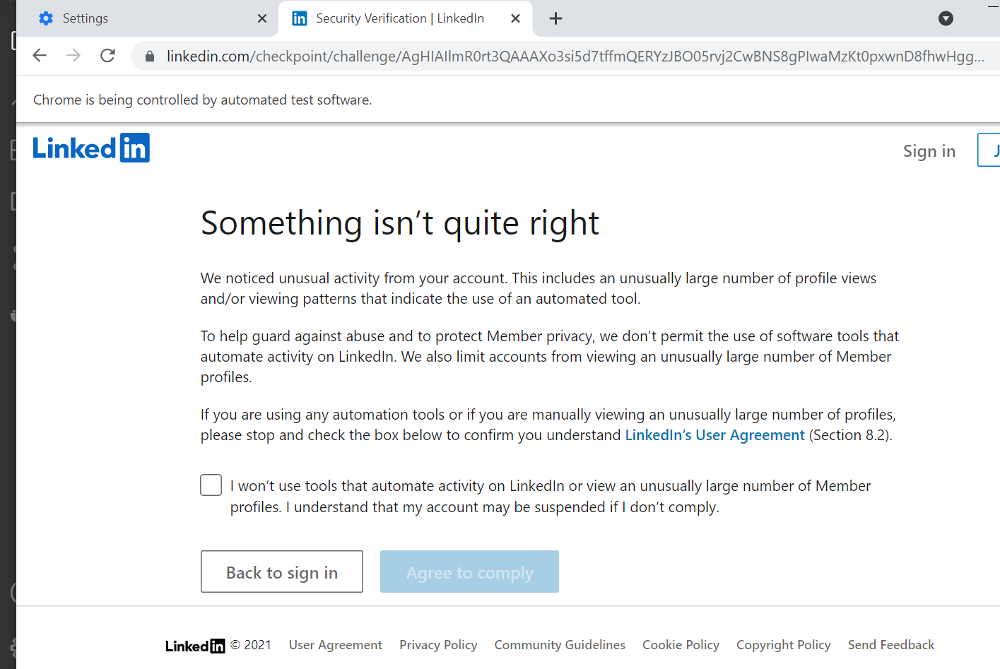 Settings
Security Verification | LinkedIn
linkedin.com/checkpoint/challenge/AgHIAIlmR0rt3QAAAXo3si5d7tffmQERYzJBO05rvj2CwBNS8gPIwaMzKt0pxwnD8fhwHgg...
Chrome is being controlled by automated test software.
Linked in
Sign in
J
Something isn’t quite right
We noticed unusual activity from your account. This includes an unusually large number of profile views
and/or viewing patterns that indicate the use of an automated tool.
To help guard against abuse and to protect Member privacy, we don’t permit the use of software tools that
automate activity on LinkedIn. We also limit accounts from viewing an unusually large number of Member
profiles.
If you are using any automation tools or if you are manually viewing an unusually large number of profiles,
please stop and check the box below to confirm you understand LinkedIn’s User Agreement (Section 8.2).
I won’t use tools that automate activity on LinkedIn or view an unusually large number of Member
profiles. I understand that my account may be suspended if I don’t comply.
Back to sign in
Agree to comply
Linked in © 2021 User Agreement Privacy Policy Community Guidelines Cookie Policy Copyright Policy Send Feedback